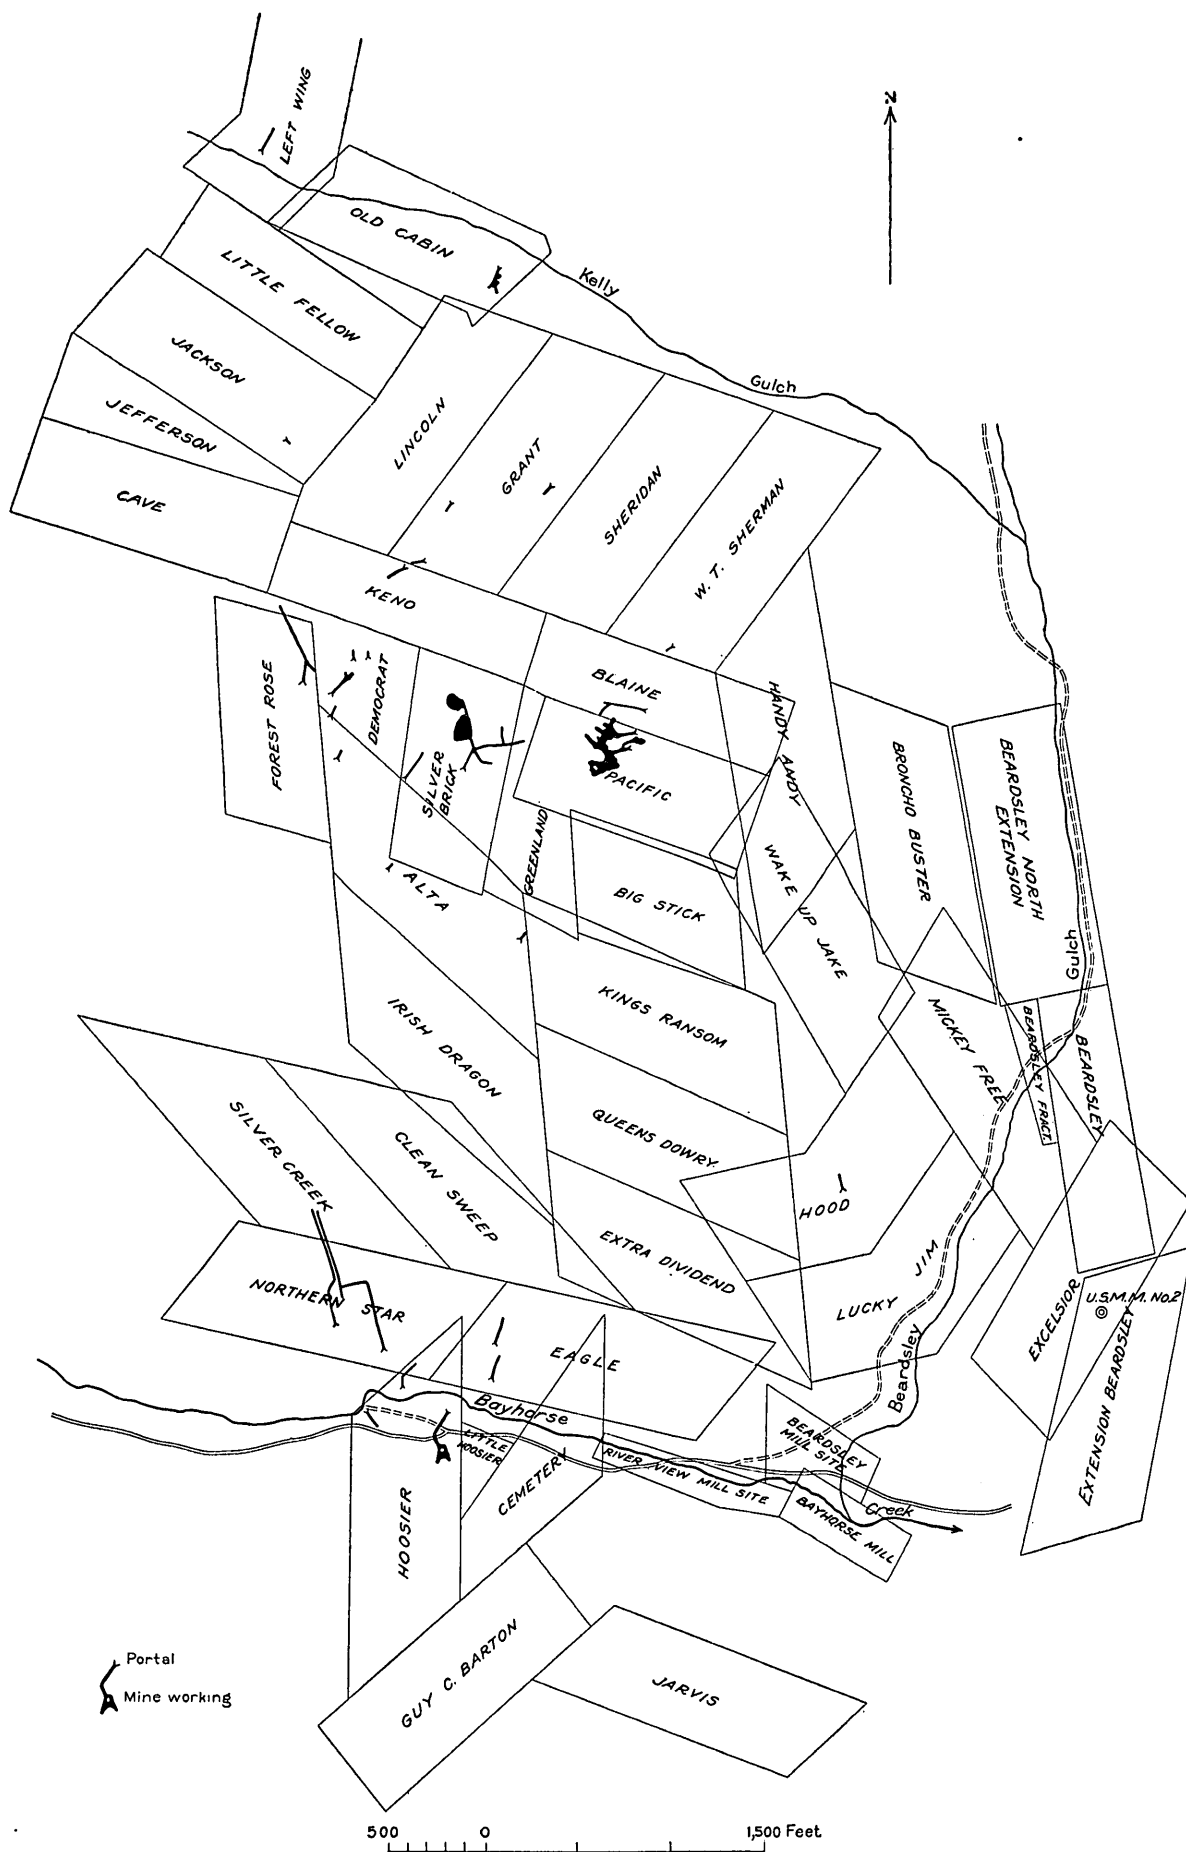 LEFT WING
N
OLD CABIN
LITTLE FELLOW
Kelly
Gulch
JACKSON
JEFFERSON
CAVE
LINCOLN
GRANT
SHERIDAN
W. T. SHERMAN
KENO
BLAINE
FOREST ROSE
DEMOCRAT
SILVER
BRICK
PACIFIC
HANDY ANDY
BRONCHO BUSTER
BEARDSLEY NORTH
EXTENSION
GREENLAND
ALTA
BIG STICK
WAKE UP JAKE
Gulch
IRISH DRAGON
KINGS RANSOM
MICKEY FREE
BEARDSLEY FRACT.
BEARDSLEY
SILVER CREEK
CLEAN SWEEP
QUEENS DOWRY
HOOD
EXTRA DIVIDEND
LUCKY JIM
NORTHERN STAR
EAGLE
Beardsley
EXCELSIOR
U.S.M.M. No.2
EXTENSION BEARDSLEY
Bayhorse
LITTLE
HOOSIER
CEMETERY
RIVER VIEW MILL SITE
BEARDSLEY
MILL SITE
BAYHORSE MILL
Creek
HOOSIER
GUY C. BARTON
JARVIS
Portal
Mine working
500 0 1,500 Feet